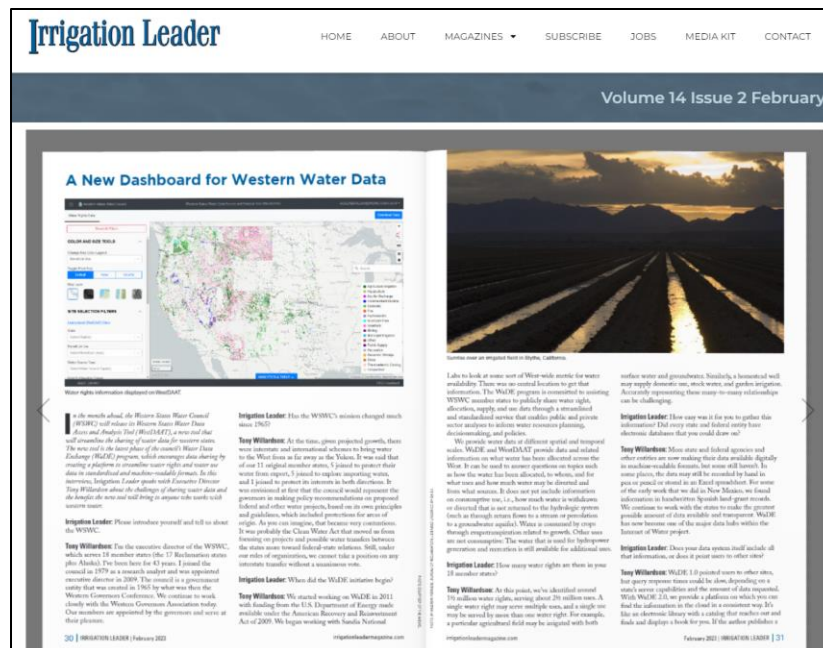 Irrigation Leader
HOME ABOUT MAGAZINES SUBSCRIBE JOBS MEDIA KIT CONTACT
Volume 14 Issue 2 February
A New Dashboard for Western Water Data
COLOR AND SIZE TOOLS
SITE SELECTION FILTERS
Water rights information displayed on WestDAAT.
In the months ahead, the Western States Water Council
(WSWC) will release its Western States Water Data
Access and Analysis Tool (WestDAAT), a new tool that
will streamline the sharing of water data for western states.
The new tool is the latest phase of the council's Water Data
Exchange (WaDE) program, which encourages data sharing by
creating a platform to streamline water rights and water use
data in standardized and machine-readable formats. In this
interview, Irrigation Leader speaks with Executive Director
Tony Willardson about the challenges of sharing water data and
the benefits the new tool will bring to anyone who works with
western water.
Irrigation Leader: Please introduce yourself and tell us about
the WSWC.
Tony Willardson: I'm the executive director of the WSWC,
which serves 18 member states (the 17 Reclamation states
plus Alaska). I've been here for 43 years. I joined the
council in 1979 as a research analyst and was appointed
executive director in 2009. The council is a government
entity that was created in 1965 by what was then the
Western Governors Conference. We continue to work
closely with the Western Governors Association today.
Our members are appointed by the governors and serve at
their pleasure.
30 | IRRIGATION LEADER | February 2023
Irrigation Leader: Has the WSWC's mission changed much
since 1965?
Tony Willardson: At the time, given projected growth, there
were interstate and international schemes to bring water
to the West from as far away as the Yukon. It was said that
of our 11 original member states, 5 joined to protect their
water from export, 5 joined to explore importing water,
and 1 joined to protect its interests in both directions. It
was envisioned at first that the council would represent the
governors in making policy recommendations on proposed
federal and other water projects, based on its own principles
and guidelines, which included protections for areas of
origin. As you can imagine, that became very contentious.
It was probably the Clean Water Act that moved us from
focusing on projects and possible water transfers between
the states more toward federal-state relations. Still, under
our rules of organization, we cannot take a position on any
interstate transfer without a unanimous vote.
Irrigation Leader: When did the WaDE initiative begin?
Tony Willardson: We started working on WaDE in 2011
with funding from the U.S. Department of Energy made
available under the American Recovery and Reinvestment
Act of 2009. We began working with Sandia National
irrigationleadermagazine.com
Sunrise over an irrigated field in Blythe, California.
Labs to look at some sort of West-wide metric for water
availability. There was no central location to get that
information. The WaDE program is committed to assisting
WSWC member states to publicly share water right,
allocation, supply, and use data through a streamlined
and standardized service that enables public and private
sector analyses to inform water resources planning,
decisionmaking, and policies.
We provide water data at different spatial and temporal
scales. WaDE and WestDAAT provide data and related
information on what water has been allocated across the
West. It can be used to answer questions on topics such
as how the water has been allocated, to whom, and for
what uses and how much water may be diverted and
from what sources. It does not yet include information
on consumptive use, i.e., how much water is withdrawn
or diverted that is not returned to the hydrologic system
(such as through return flows to a stream or percolation
to a groundwater aquifer). Water is consumed by crops
through evapotranspiration related to growth. Other uses
are not consumptive. The water that is used for hydropower
generation and recreation is still available for additional uses.
Irrigation Leader: How many water rights are there in your
18 member states?
Tony Willardson: At this point, we've identified around
1½ million water rights, serving about 2½ million uses. A
single water right may serve multiple uses, and a single use
may be served by more than one water right. For example,
a particular agricultural field may be irrigated with both
irrigationleadermagazine.com
surface water and groundwater. Similarly, a homestead well
may supply domestic use, stock water, and garden irrigation.
Accurately representing these many-to-many relationships
can be challenging.
Irrigation Leader: How easy was it for you to gather this
information? Did every state and federal entity have
electronic databases that you could draw on?
Tony Willardson: More state and federal agencies and
other entities are now making their data available digitally
in machine-readable formats, but some still haven't. In
some places, the data may still be recorded by hand in
pen or pencil or stored in an Excel spreadsheet. For some
of the early work that we did in New Mexico, we found
information in handwritten Spanish land-grant records.
We continue to work with the states to make the greatest
possible amount of data available and transparent. WaDE
has now become one of the major data hubs within the
Internet of Water project.
Irrigation Leader: Does your data system itself include all
that information, or does it point users to other sites?
Tony Willardson: WaDE 1.0 pointed users to other sites,
but query response times could be slow, depending on a
state's server capabilities and the amount of data requested.
With WaDE 2.0, we provide a platform on which you can
find the information in the cloud in a consistent way. It's
like an electronic library with a catalog that reaches out and
finds and displays a book for you. If the author publishes a
February 2023 | IRRIGATION LEADER | 31